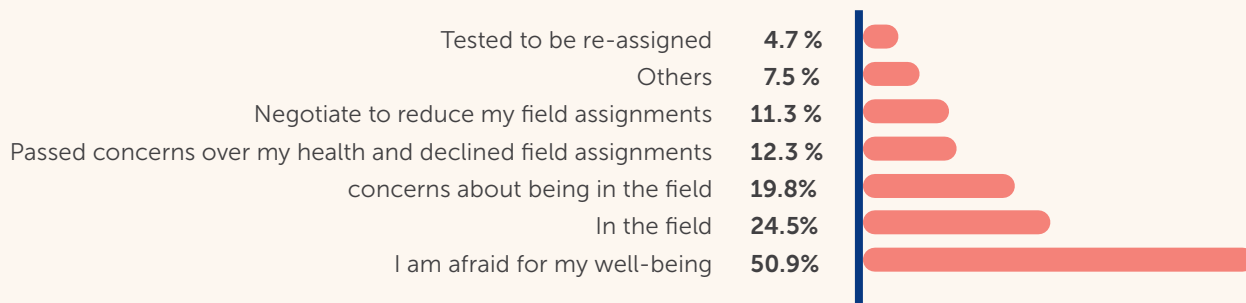 Tested to be re-assigned 4.7 %
Others 7.5 %
Negotiate to reduce my field assignments 11.3 %
Passed concerns over my health and declined field assignments 12.3 %
concerns about being in the field 19.8%
In the field 24.5%
I am afraid for my well-being 50.9%